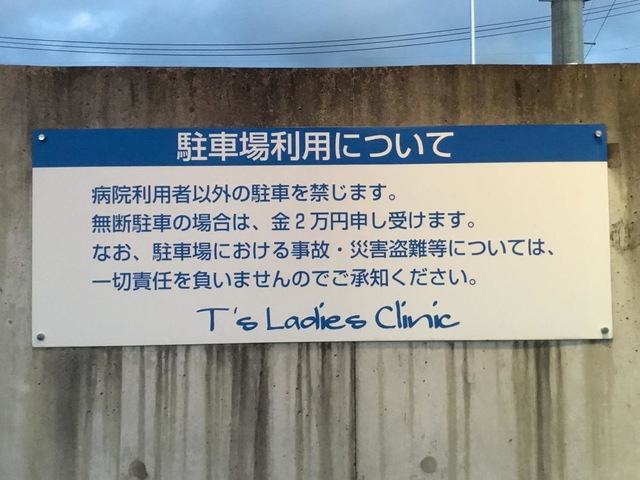 駐車場利用について
病院利用者以外の駐車を禁じます。
無断駐車の場合は、金2万円申し受けます。
なお、駐車場における事故・災害盗難等については、
一切責任を負いませんのでご承知ください。
T's Ladies Clinic